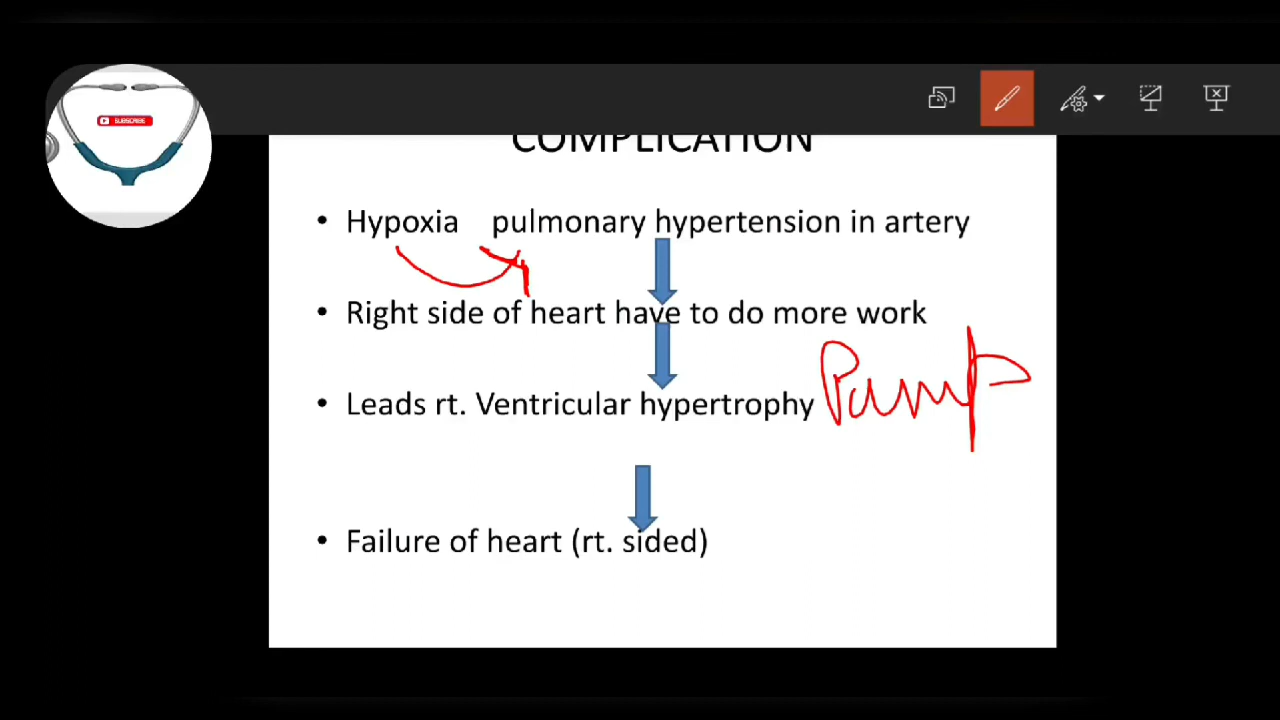 SUBSCRIBE
COMPLICATION
• Hypoxia pulmonary hypertension in artery
• Right side of heart have to do more work
• Leads rt. Ventricular hypertrophy
Pump
• Failure of heart (rt. sided)